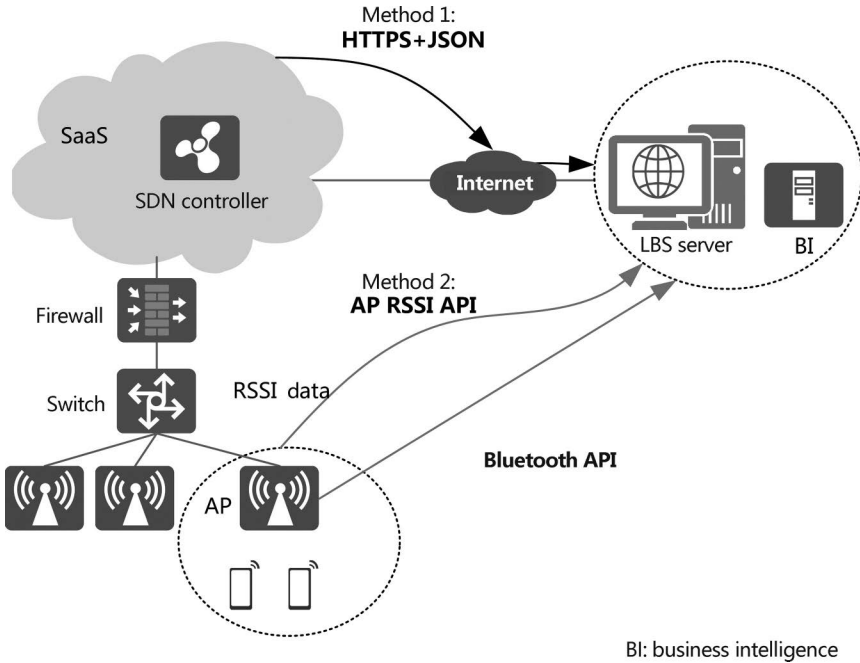 Method 1:
HTTPS+JSON
SaaS
SDN controller
Internet
LBS server
BI
Method 2:
AP RSSI API
Firewall
Switch
RSSI data
Bluetooth API
AP
BI: business intelligence